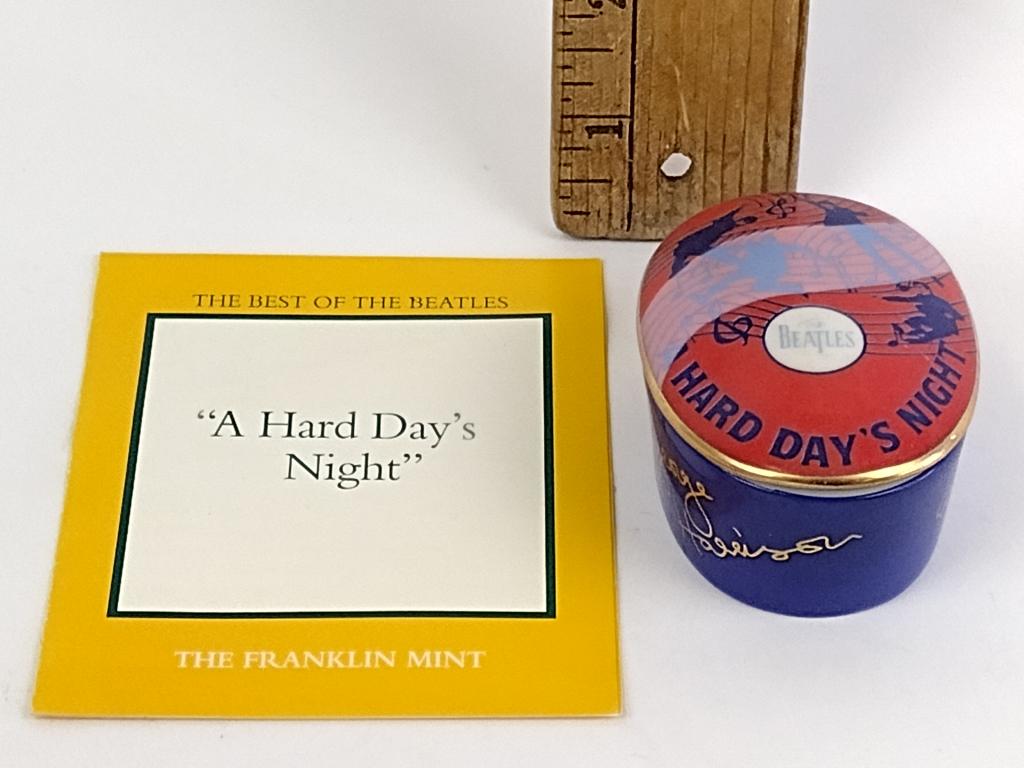 THE BEST OF THE BEATLES
"A Hard Day's
Night"
THE FRANKLIN MINT
1
BEATLES
HARD DAY'S NIGHT
Harrison